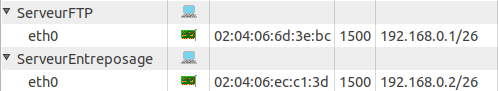 ServeurFTP
eth0 02:04:06:6d:3e:bc 1500 192.168.0.1/26
ServeurEntreposage
eth0 02:04:06:ec:c1:3d 1500 192.168.0.2/26